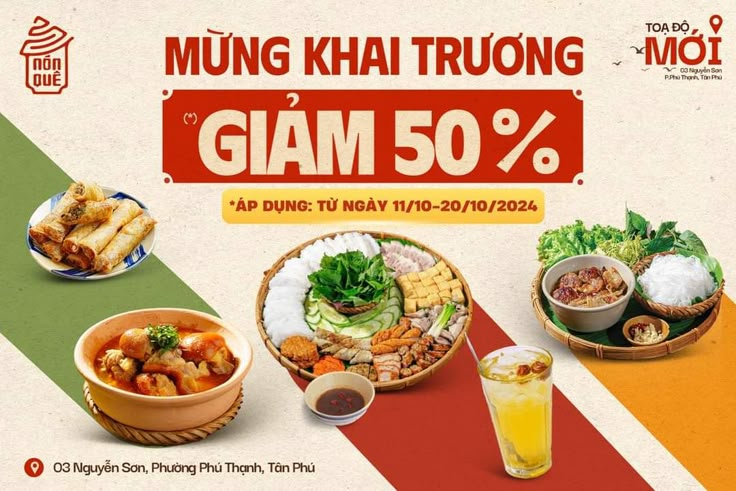 nón
QUÊ
MỪNG KHAI TRƯƠNG
TOẠ ĐỘ
MỚI
03 Nguyễn Sơn
P.Phú Thạnh, Tân Phú
(*)
GIẢM 50%
*ÁP DỤNG: TỪ NGÀY 11/10-20/10/2024
03 Nguyễn Sơn, Phường Phú Thạnh, Tân Phú